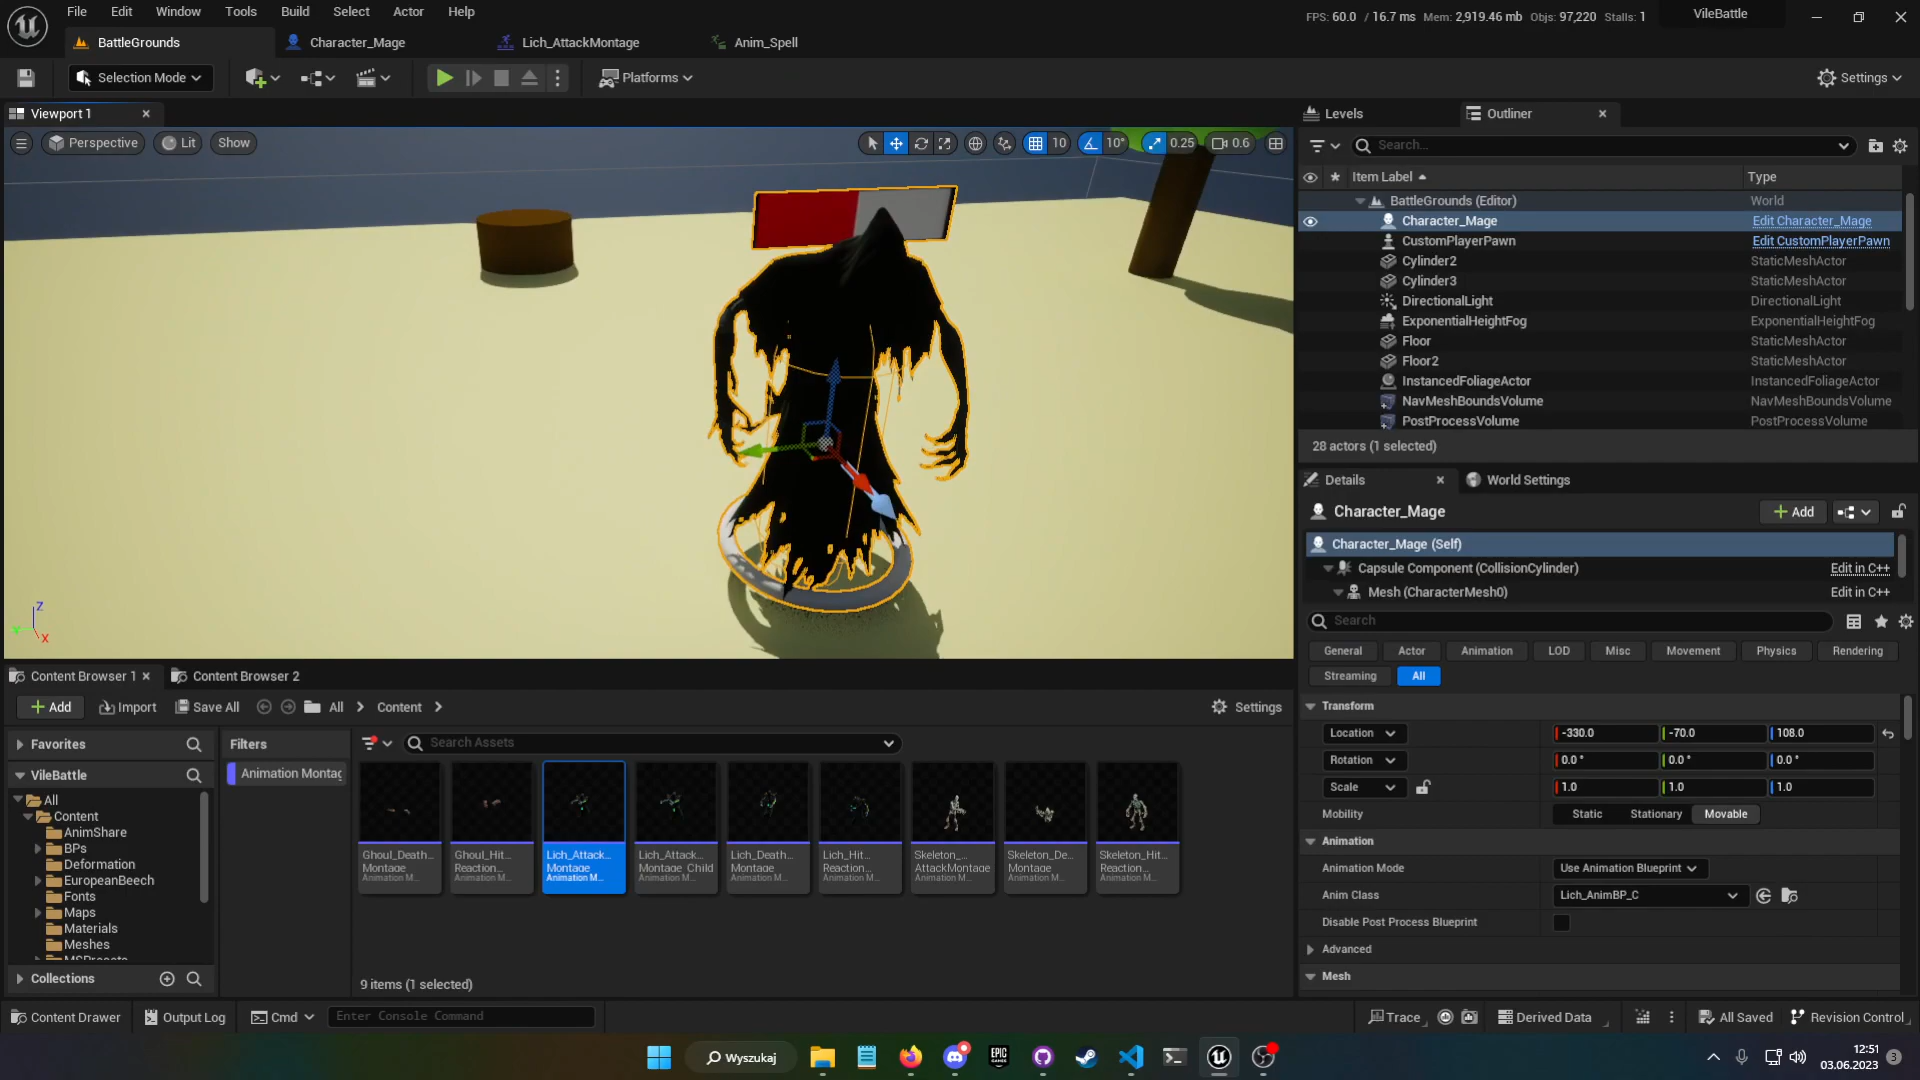 File Edit Window Tools Build Select Actor Help
FPS: 60.0 / 16.7 ms Mem: 2,919.46 mb Objs: 97,220 Stalls: 1
VileBattle
BattleGrounds
Character_Mage
Lich_AttackMontage
Anim_Spell
Selection Mode
Platforms
Settings
Viewport 1
Perspective
Lit
Show
10
10°
0.25
0.6
Levels
Outliner
Search...
Item Label
Type
BattleGrounds (Editor) World
Character_Mage Edit Character_Mage
CustomPlayerPawn Edit CustomPlayerPawn
Cylinder2 StaticMeshActor
Cylinder3 StaticMeshActor
DirectionalLight DirectionalLight
ExponentialHeightFog ExponentialHeightFog
Floor StaticMeshActor
Floor2 StaticMeshActor
InstancedFoliageActor InstancedFoliageActor
NavMeshBoundsVolume NavMeshBoundsVolume
PostProcessVolume PostProcessVolume
28 actors (1 selected)
Details
World Settings
Character_Mage
Add
Character_Mage (Self)
Capsule Component (CollisionCylinder) Edit in C++
Mesh (CharacterMesh0) Edit in C++
Search
General Actor Animation LOD Misc Movement Physics Rendering
Streaming All
Transform
Location -330.0 -70.0 108.0
Rotation 0.0° 0.0° 0.0°
Scale 1.0 1.0 1.0
Mobility Static Stationary Movable
Animation
Animation Mode Use Animation Blueprint
Anim Class Lich_AnimBP_C
Disable Post Process Blueprint
Advanced
Mesh
Z
X
Content Browser 1
Content Browser 2
Add
Import
Save All
All
Content
Settings
Favorites
Filters
Search Assets
VileBattle
Animation Montag
All
Content
AnimShare
BPs
Deformation
EuropeanBeech
Fonts
Maps
Materials
Meshes
MSPresets
Collections
Ghoul_Death...
Montage
Animation M...
Ghoul_Hit...
Reaction...
Animation M...
Lich_Attack...
Montage
Animation M...
Lich_Attack...
Montage_Child
Animation M...
Lich_Death...
Montage
Animation M...
Lich_Hit...
Reaction...
Animation M...
Skeleton_...
AttackMontage
Animation M...
Skeleton_De...
Montage
Animation M...
Skeleton_Hit...
Reaction...
Animation M...
9 items (1 selected)
Content Drawer
Output Log
Cmd
Enter Console Command
Trace
Derived Data
All Saved
Revision Control
Wyszukaj
EPIC
GAMES
12:51
03.06.2023
3